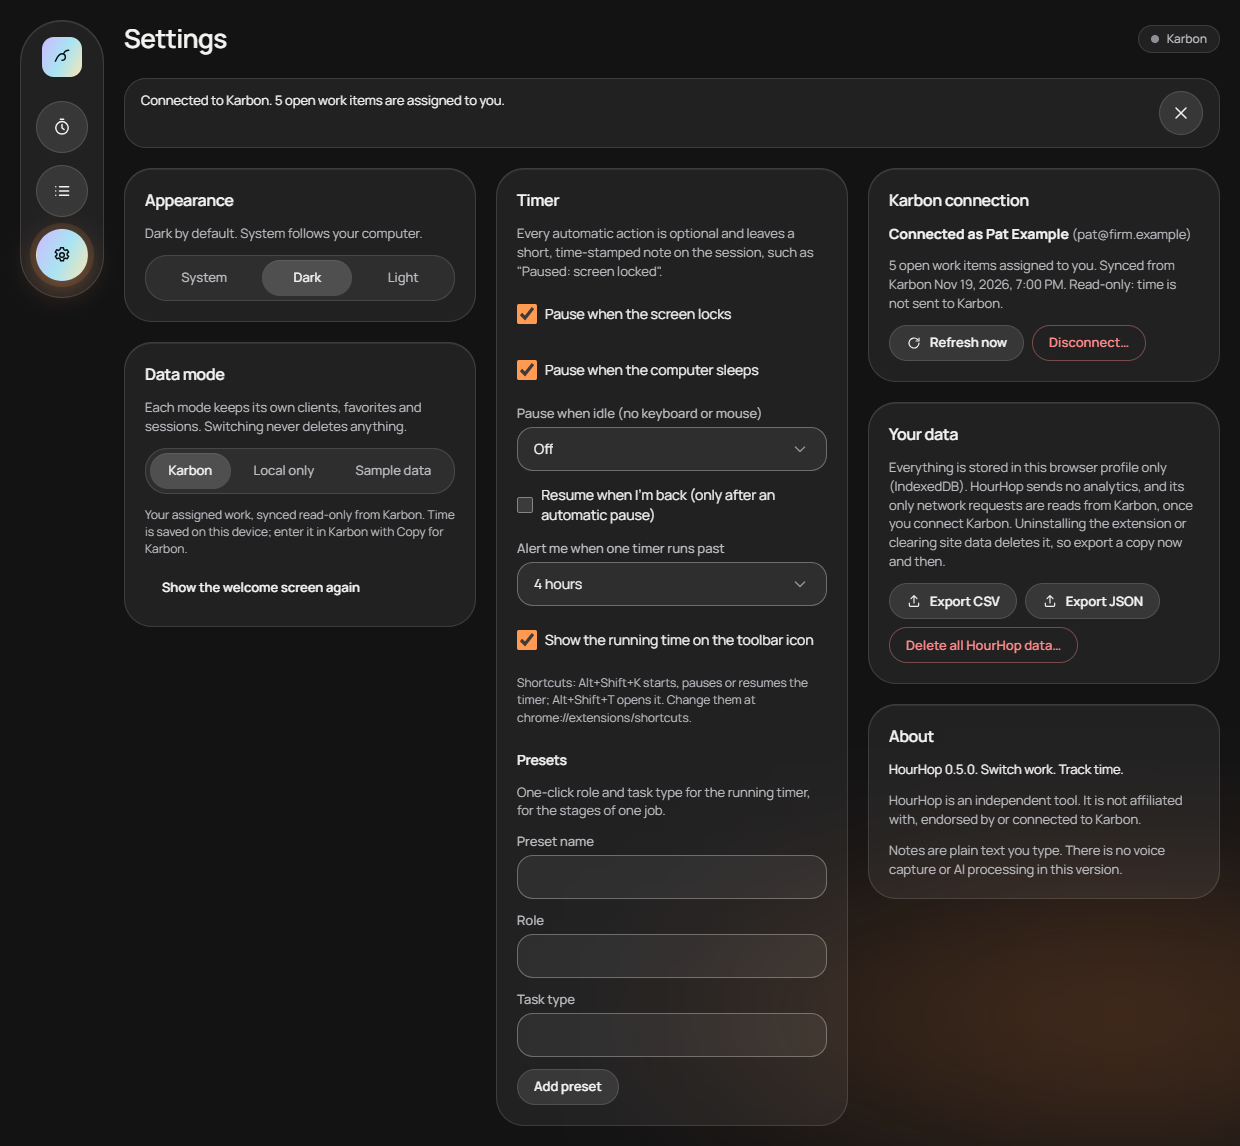 Settings
Karbon
Connected to Karbon. 5 open work items are assigned to you.
Appearance
Dark by default. System follows your computer.
System
Dark
Light
Data mode
Each mode keeps its own clients, favorites and
sessions. Switching never deletes anything.
Karbon
Local only
Sample data
Your assigned work, synced read-only from Karbon. Time
is saved on this device; enter it in Karbon with Copy for
Karbon.
Show the welcome screen again
Timer
Every automatic action is optional and leaves a
short, time-stamped note on the session, such as
"Paused: screen locked".
Pause when the screen locks
Pause when the computer sleeps
Pause when idle (no keyboard or mouse)
Off
Resume when I'm back (only after an
automatic pause)
Alert me when one timer runs past
4 hours
Show the running time on the toolbar icon
Shortcuts: Alt+Shift+K starts, pauses or resumes the
timer; Alt+Shift+T opens it. Change them at
chrome://extensions/shortcuts.
Presets
One-click role and task type for the running timer,
for the stages of one job.
Preset name
Role
Task type
Add preset
Karbon connection
Connected as Pat Example (pat@firm.example)
5 open work items assigned to you. Synced from
Karbon Nov 19, 2026, 7:00 PM. Read-only: time is
not sent to Karbon.
Refresh now
Disconnect…
Your data
Everything is stored in this browser profile only
(IndexedDB). HourHop sends no analytics, and its
only network requests are reads from Karbon, once
you connect Karbon. Uninstalling the extension or
clearing site data deletes it, so export a copy now
and then.
Export CSV
Export JSON
Delete all HourHop data…
About
HourHop 0.5.0. Switch work. Track time.
HourHop is an independent tool. It is not affiliated
with, endorsed by or connected to Karbon.
Notes are plain text you type. There is no voice
capture or AI processing in this version.